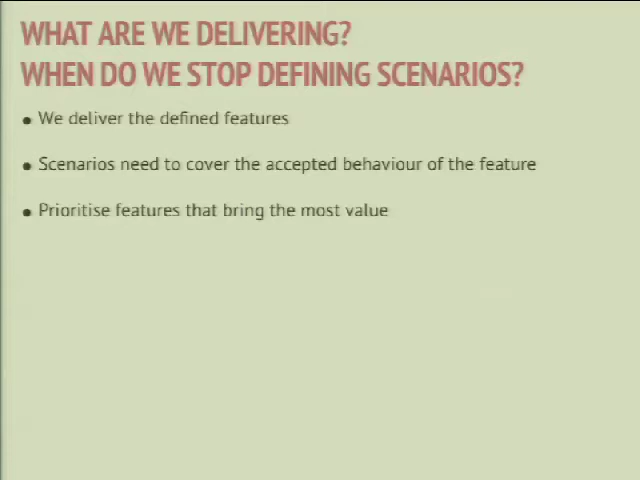 WHAT ARE WE DELIVERING?
WHEN DO WE STOP DEFINING SCENARIOS?
• We deliver the defined features
• Scenarios need to cover the accepted behaviour of the feature
• Prioritise features that bring the most value